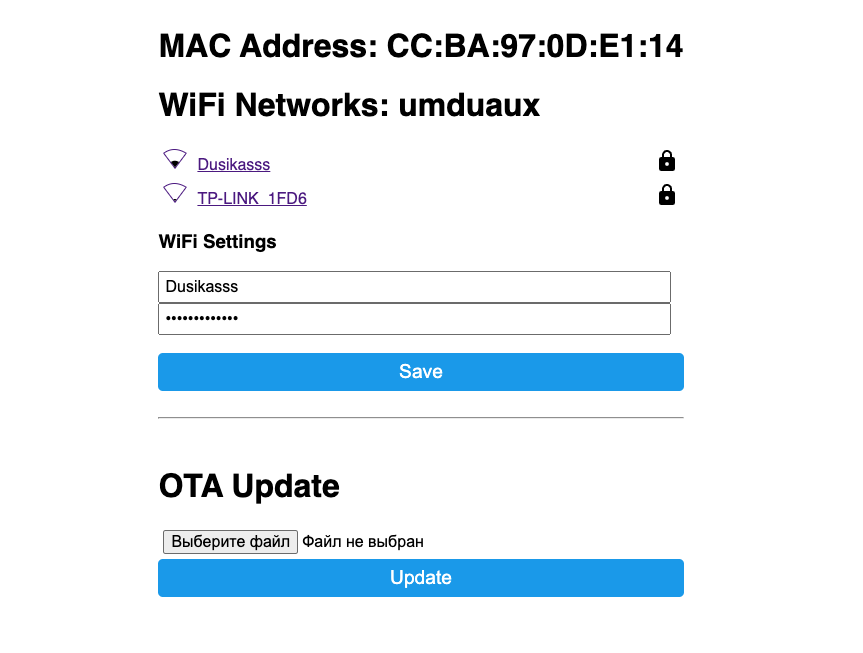 MAC Address: CC:BA:97:0D:E1:14
WiFi Networks: umduaux
Dusikasss
TP-LINK_1FD6
WiFi Settings
Dusikasss
•••••••••••••
Save
OTA Update
Выберите файл Файл не выбран
Update